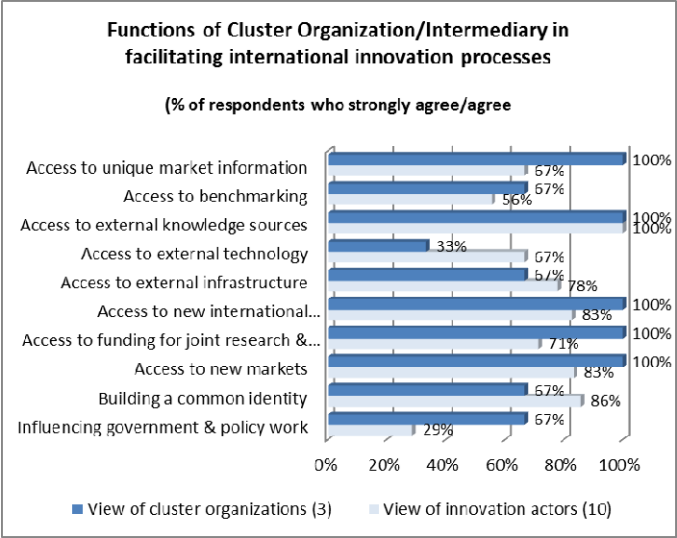 Functions of Cluster Organization/Intermediary in
facilitating international innovation processes
(% of respondents who strongly agree/agree
Access to unique market information
100%
67%
Access to benchmarking
67%
56%
Access to external knowledge sources
100%
100%
Access to external technology
33%
67%
Access to external infrastructure
67%
78%
Access to new international...
100%
83%
Access to funding for joint research &...
100%
71%
Access to new markets
100%
83%
Building a common identity
67%
86%
Influencing government & policy work
67%
29%
0% 20% 40% 60% 80% 100%
View of cluster organizations (3) View of innovation actors (10)